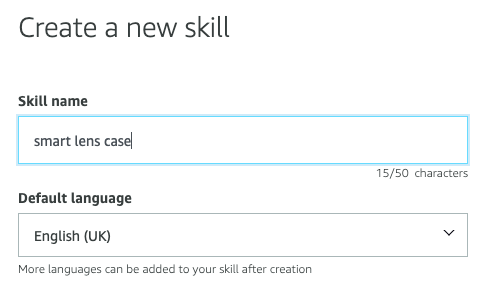 Create a new skill
Skill name
smart lens case
15/50 characters
Default language
English (UK)
More languages can be added to your skill after creation